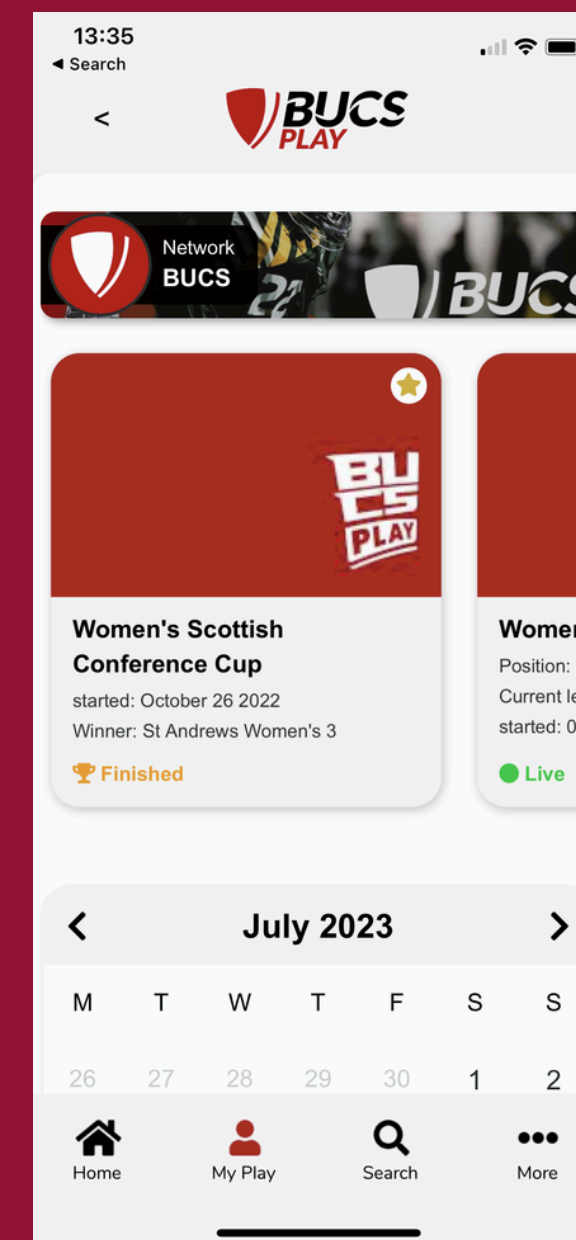 13:35
◀ Search
<
BUCS
PLAY
Network
BUCS
22
BUCS
BU
CS
PLAY
Women's Scottish
Conference Cup
started: October 26 2022
Winner: St Andrews Women's 3
Finished
Position:
started: 0
Live
July 2023
M T W T F S S
26 27 28 29 30 1 2
Home My Play Search More